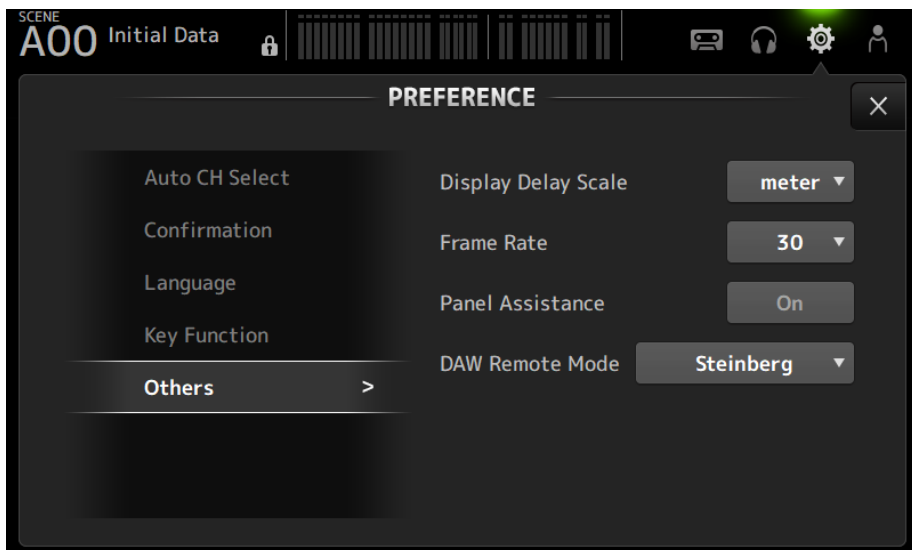 SCENE
A00 Initial Data
PREFERENCE
Auto CH Select
Confirmation
Language
Key Function
Others >
Display Delay Scale meter
Frame Rate 30
Panel Assistance On
DAW Remote Mode Steinberg